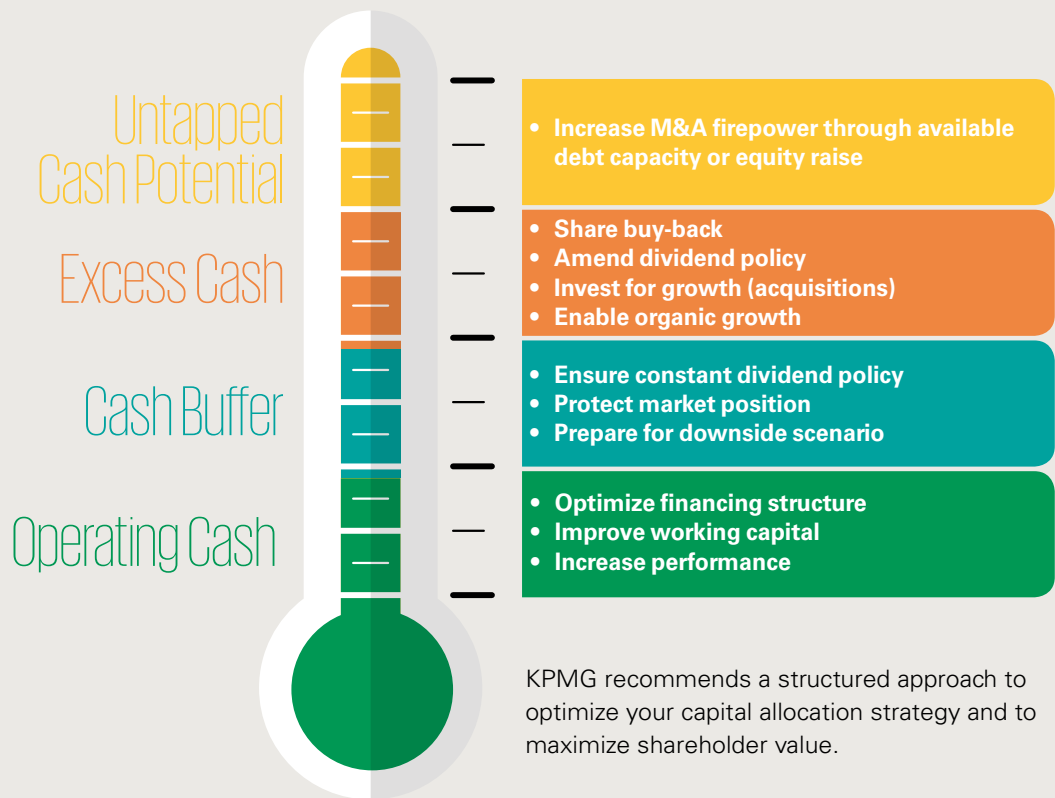 Untapped
Cash Potential
• Increase M&A firepower through available
debt capacity or equity raise
Excess Cash
• Share buy-back
• Amend dividend policy
• Invest for growth (acquisitions)
• Enable organic growth
Cash Buffer
• Ensure constant dividend policy
• Protect market position
• Prepare for downside scenario
Operating Cash
• Optimize financing structure
• Improve working capital
• Increase performance
KPMG recommends a structured approach to
optimize your capital allocation strategy and to
maximize shareholder value.